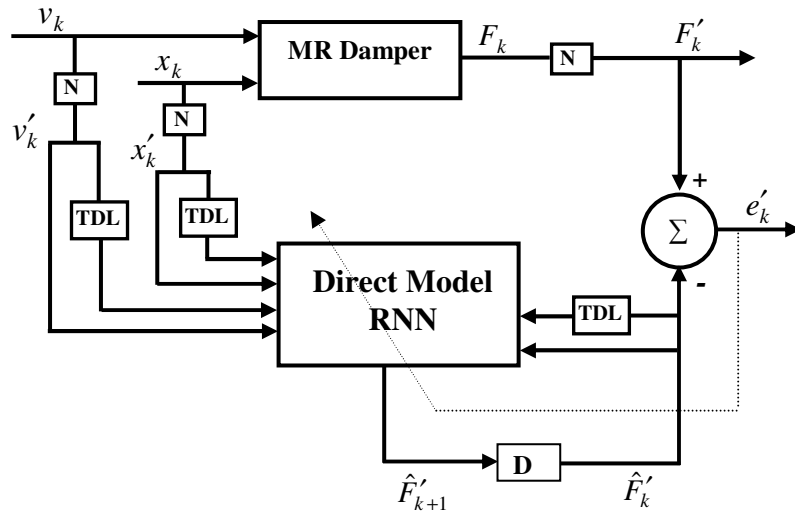 v_k
MR Damper
F_k
N
F′_k
x_k
N
N
v′_k
x′_k
TDL
TDL
+
Σ
e′_k
-
Direct Model
RNN
TDL
D
F̂′_{k+1}
F̂′_k